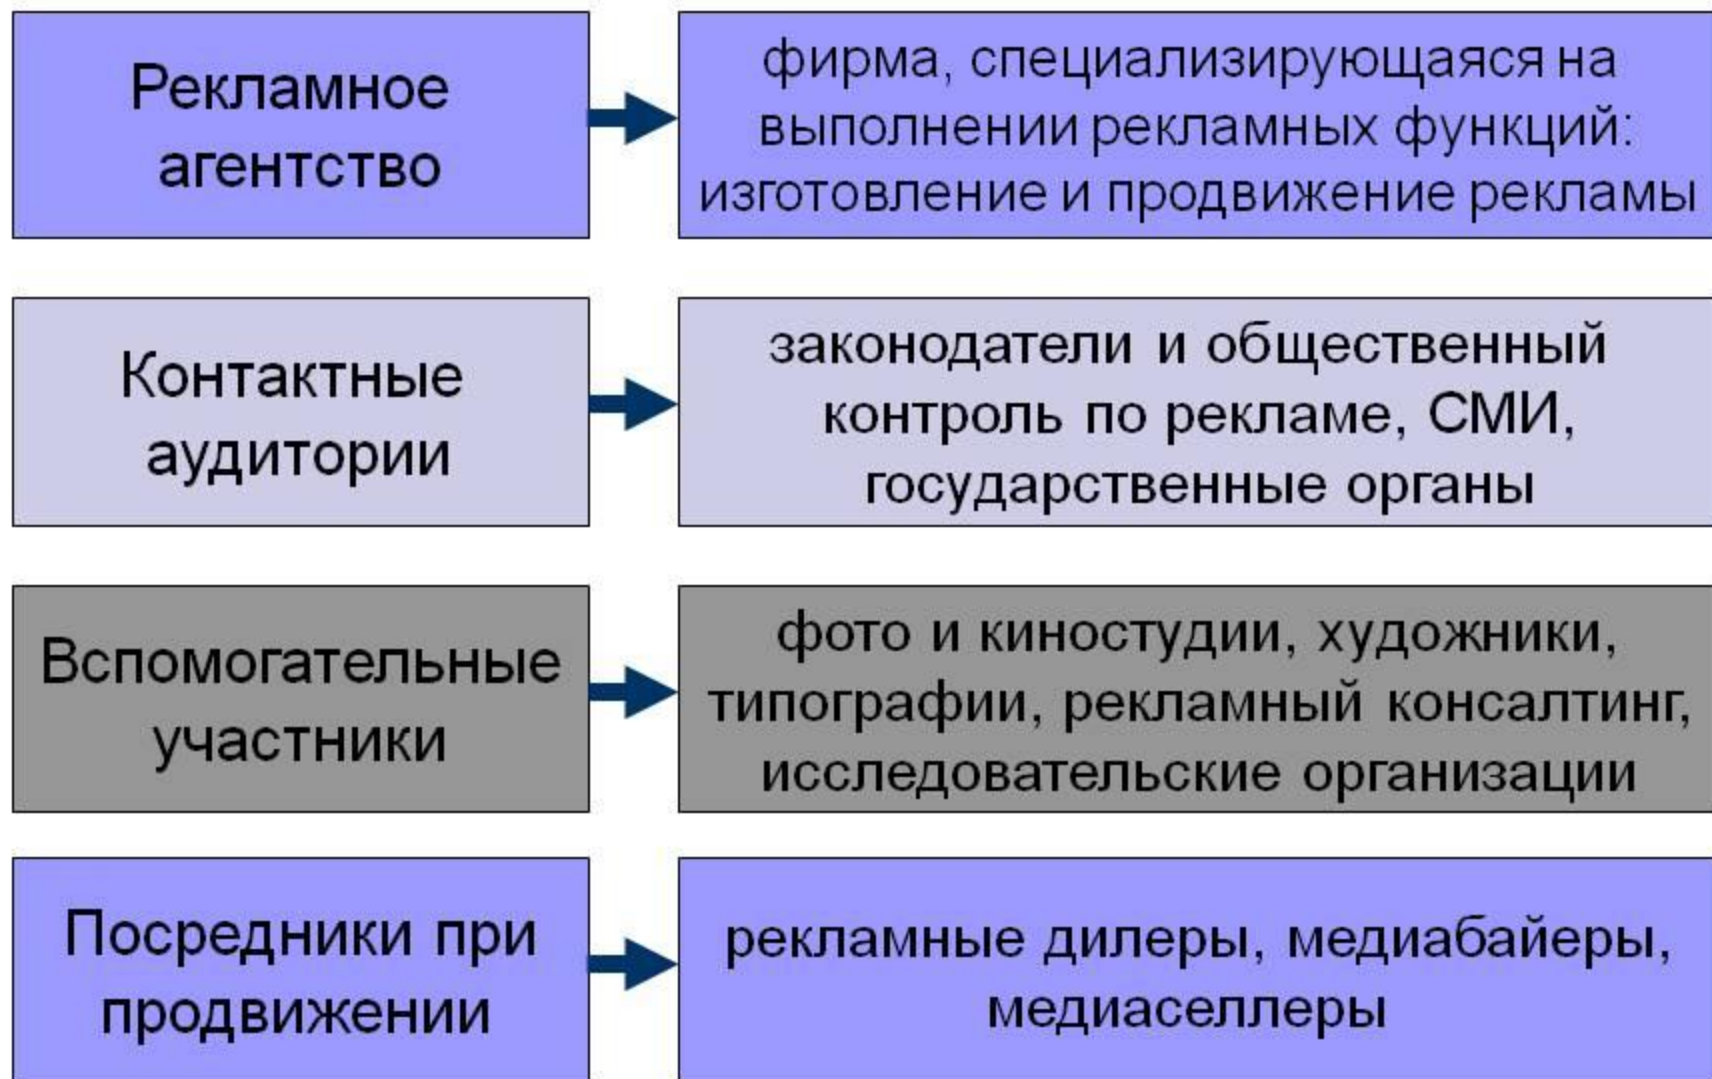 Рекламное
агентство
фирма, специализирующаяся на
выполнении рекламных функций:
изготовление и продвижение рекламы
Контактные
аудитории
законодатели и общественный
контроль по рекламе, СМИ,
государственные органы
Вспомогательные
участники
фото и киностудии, художники,
типографии, рекламный консалтинг,
исследовательские организации
Посредники при
продвижении
рекламные дилеры, медиабайеры,
медиаселлеры